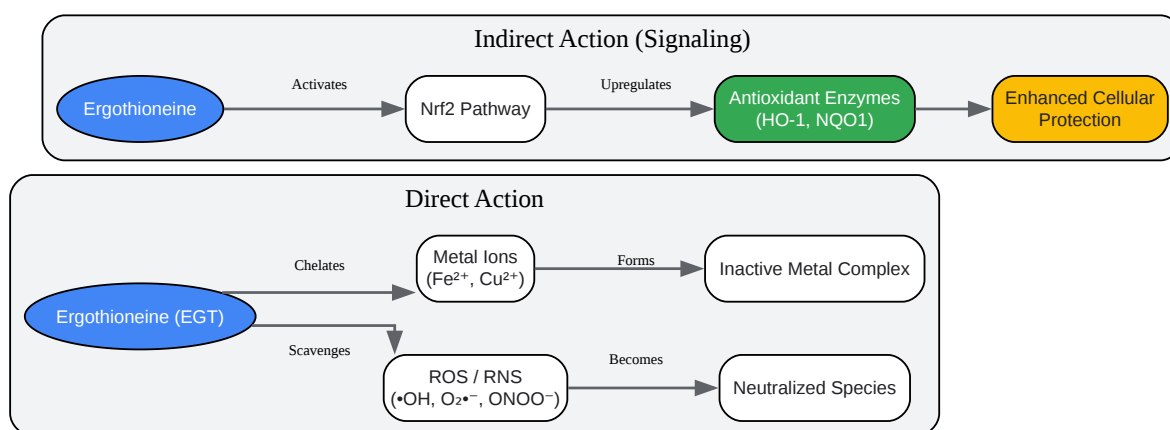 Indirect Action (Signaling)
Ergothioneine
Activates
Nrf2 Pathway
Upregulates
Antioxidant Enzymes
(HO-1, NQO1)
Enhanced Cellular
Protection
Direct Action
Ergothioneine (EGT)
Chelates
Metal Ions
(Fe²⁺, Cu²⁺)
Forms
Inactive Metal Complex
Scavenges
ROS / RNS
(•OH, O₂•⁻, ONOO⁻)
Becomes
Neutralized Species